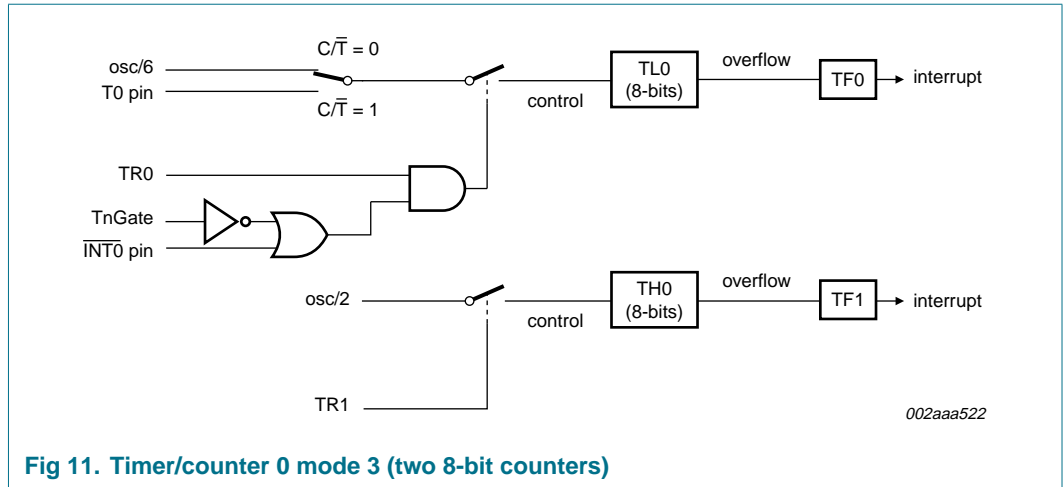 C/T̅ = 0
osc/6
T0 pin
C/T̅ = 1
control
TL0
(8-bits)
overflow
TF0
interrupt
TR0
TnGate
I̅N̅T̅0̅ pin
osc/2
control
TH0
(8-bits)
overflow
TF1
interrupt
TR1
002aaa522
Fig 11. Timer/counter 0 mode 3 (two 8-bit counters)